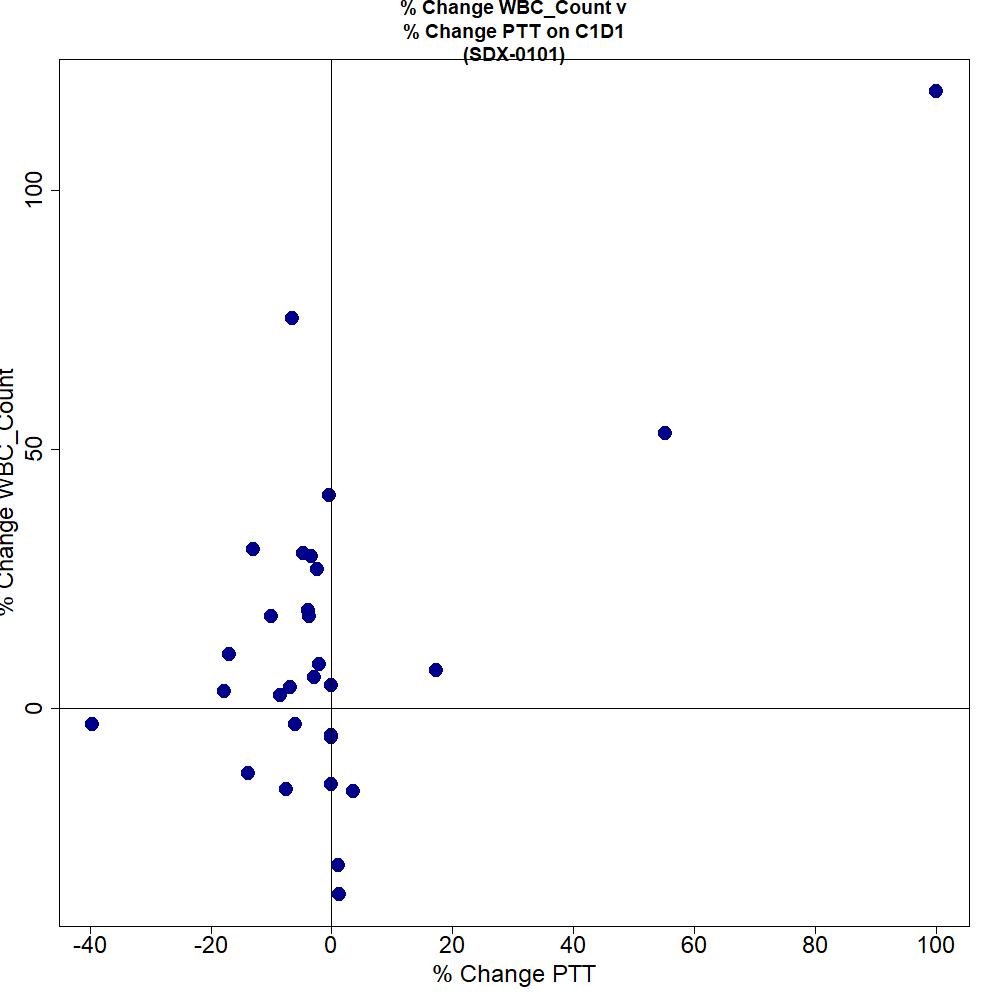 % Change WBC_Count v
% Change PTT on C1D1
(SDX-0101)
% Change WBC_Count
100
50
0
-40 -20 0 20 40 60 80 100
% Change PTT